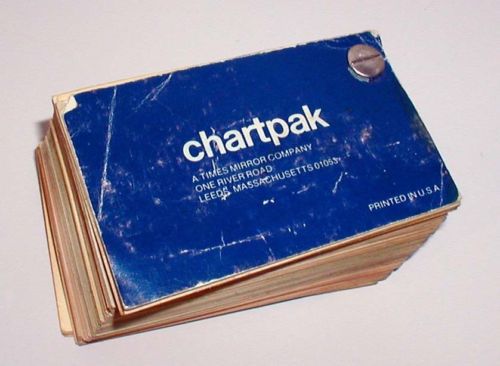 chartpak
A TIMES MIRROR COMPANY
ONE RIVER ROAD
LEEDS, MASSACHUSETTS 01053
PRINTED IN U.S.A